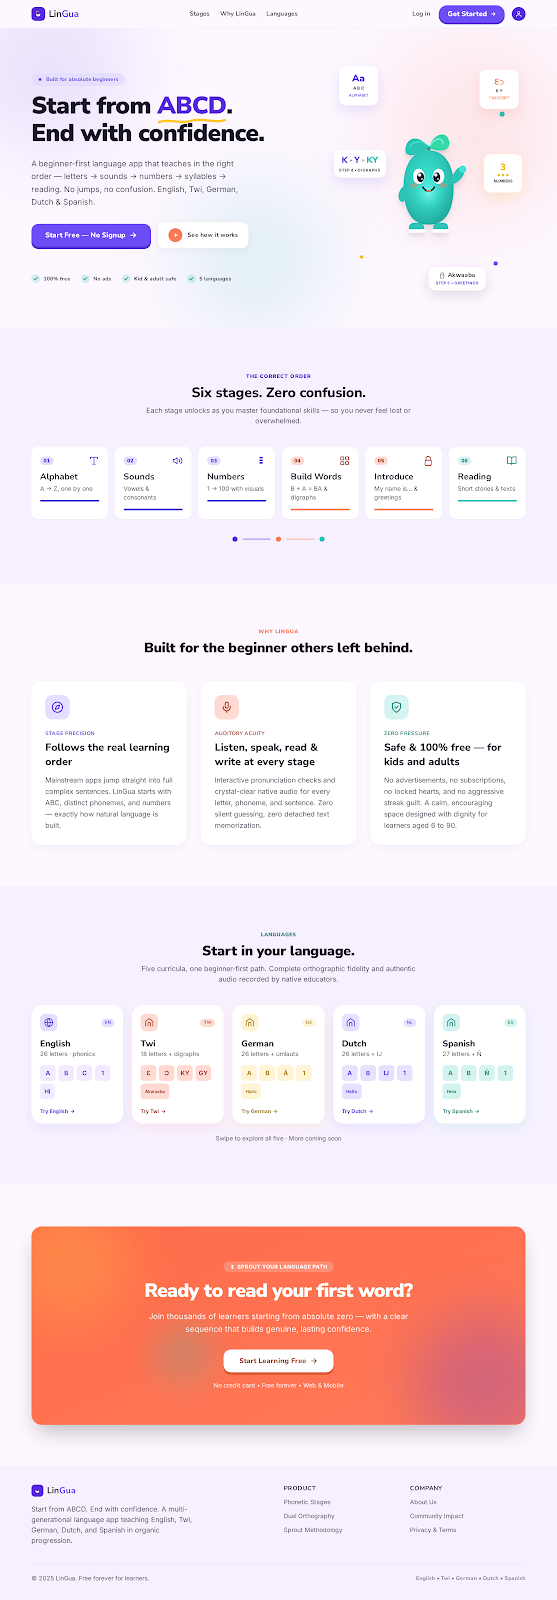 LinGua
Stages
Why LinGua
Languages
Log in
Get Started →
Built for absolute beginners
Start from ABCD.
End with confidence.
A beginner-first language app that teaches in the right
order — letters → sounds → numbers → syllables →
reading. No jumps, no confusion. English, Twi, German,
Dutch & Spanish.
Start Free — No Signup →
See how it works
100% free
No ads
Kid & adult safe
5 languages
Aa
ABC
ALPHABET
Ɛɔ
KY
TWI SCRIPT
K · Y · KY
STEP 4 • DIGRAPHS
3
NUMBERS
Akwaaba
STEP 5 • GREETINGS
THE CORRECT ORDER
Six stages. Zero confusion.
Each stage unlocks as you master foundational skills — so you never feel lost or
overwhelmed.
01
Alphabet
A → Z, one by one
02
Sounds
Vowels &
consonants
03
Numbers
1 → 100 with visuals
04
Build Words
B + A = BA &
digraphs
05
Introduce
My name is... &
greetings
06
Reading
Short stories & texts
WHY LINGUA
Built for the beginner others left behind.
STAGE PRECISION
Follows the real learning
order
Mainstream apps jump straight into full
complex sentences. LinGua starts with
ABC, distinct phonemes, and numbers
— exactly how natural language is
built.
AUDITORY ACUITY
Listen, speak, read &
write at every stage
Interactive pronunciation checks and
crystal-clear native audio for every
letter, phoneme, and sentence. Zero
silent guessing, zero detached text
memorization.
ZERO PRESSURE
Safe & 100% free — for
kids and adults
No advertisements, no subscriptions,
no locked hearts, and no aggressive
streak guilt. A calm, encouraging
space designed with dignity for
learners aged 6 to 90.
LANGUAGES
Start in your language.
Five curricula, one beginner-first path. Complete orthographic fidelity and authentic
audio recorded by native educators.
EN
English
26 letters · phonics
A B C 1
Hi
Try English →
TW
Twi
18 letters + digraphs
Ɛ Ɔ KY GY
Akwaaba
Try Twi →
DE
German
26 letters + umlauts
A B Ä 1
Hallo
Try German →
NL
Dutch
26 letters + IJ
A B IJ 1
Hallo
Try Dutch →
ES
Spanish
27 letters + Ñ
A B Ñ 1
Hola
Try Spanish →
Swipe to explore all five · More coming soon
SPROUT YOUR LANGUAGE PATH
Ready to read your first word?
Join thousands of learners starting from absolute zero — with a clear
sequence that builds genuine, lasting confidence.
Start Learning Free →
No credit card • Free forever • Web & Mobile
LinGua
Start from ABCD. End with confidence. A multi-
generational language app teaching English, Twi,
German, Dutch, and Spanish in organic
progression.
PRODUCT
Phonetic Stages
Dual Orthography
Sprout Methodology
COMPANY
About Us
Community Impact
Privacy & Terms
© 2025 LinGua. Free forever for learners.
English • Twi • German • Dutch • Spanish